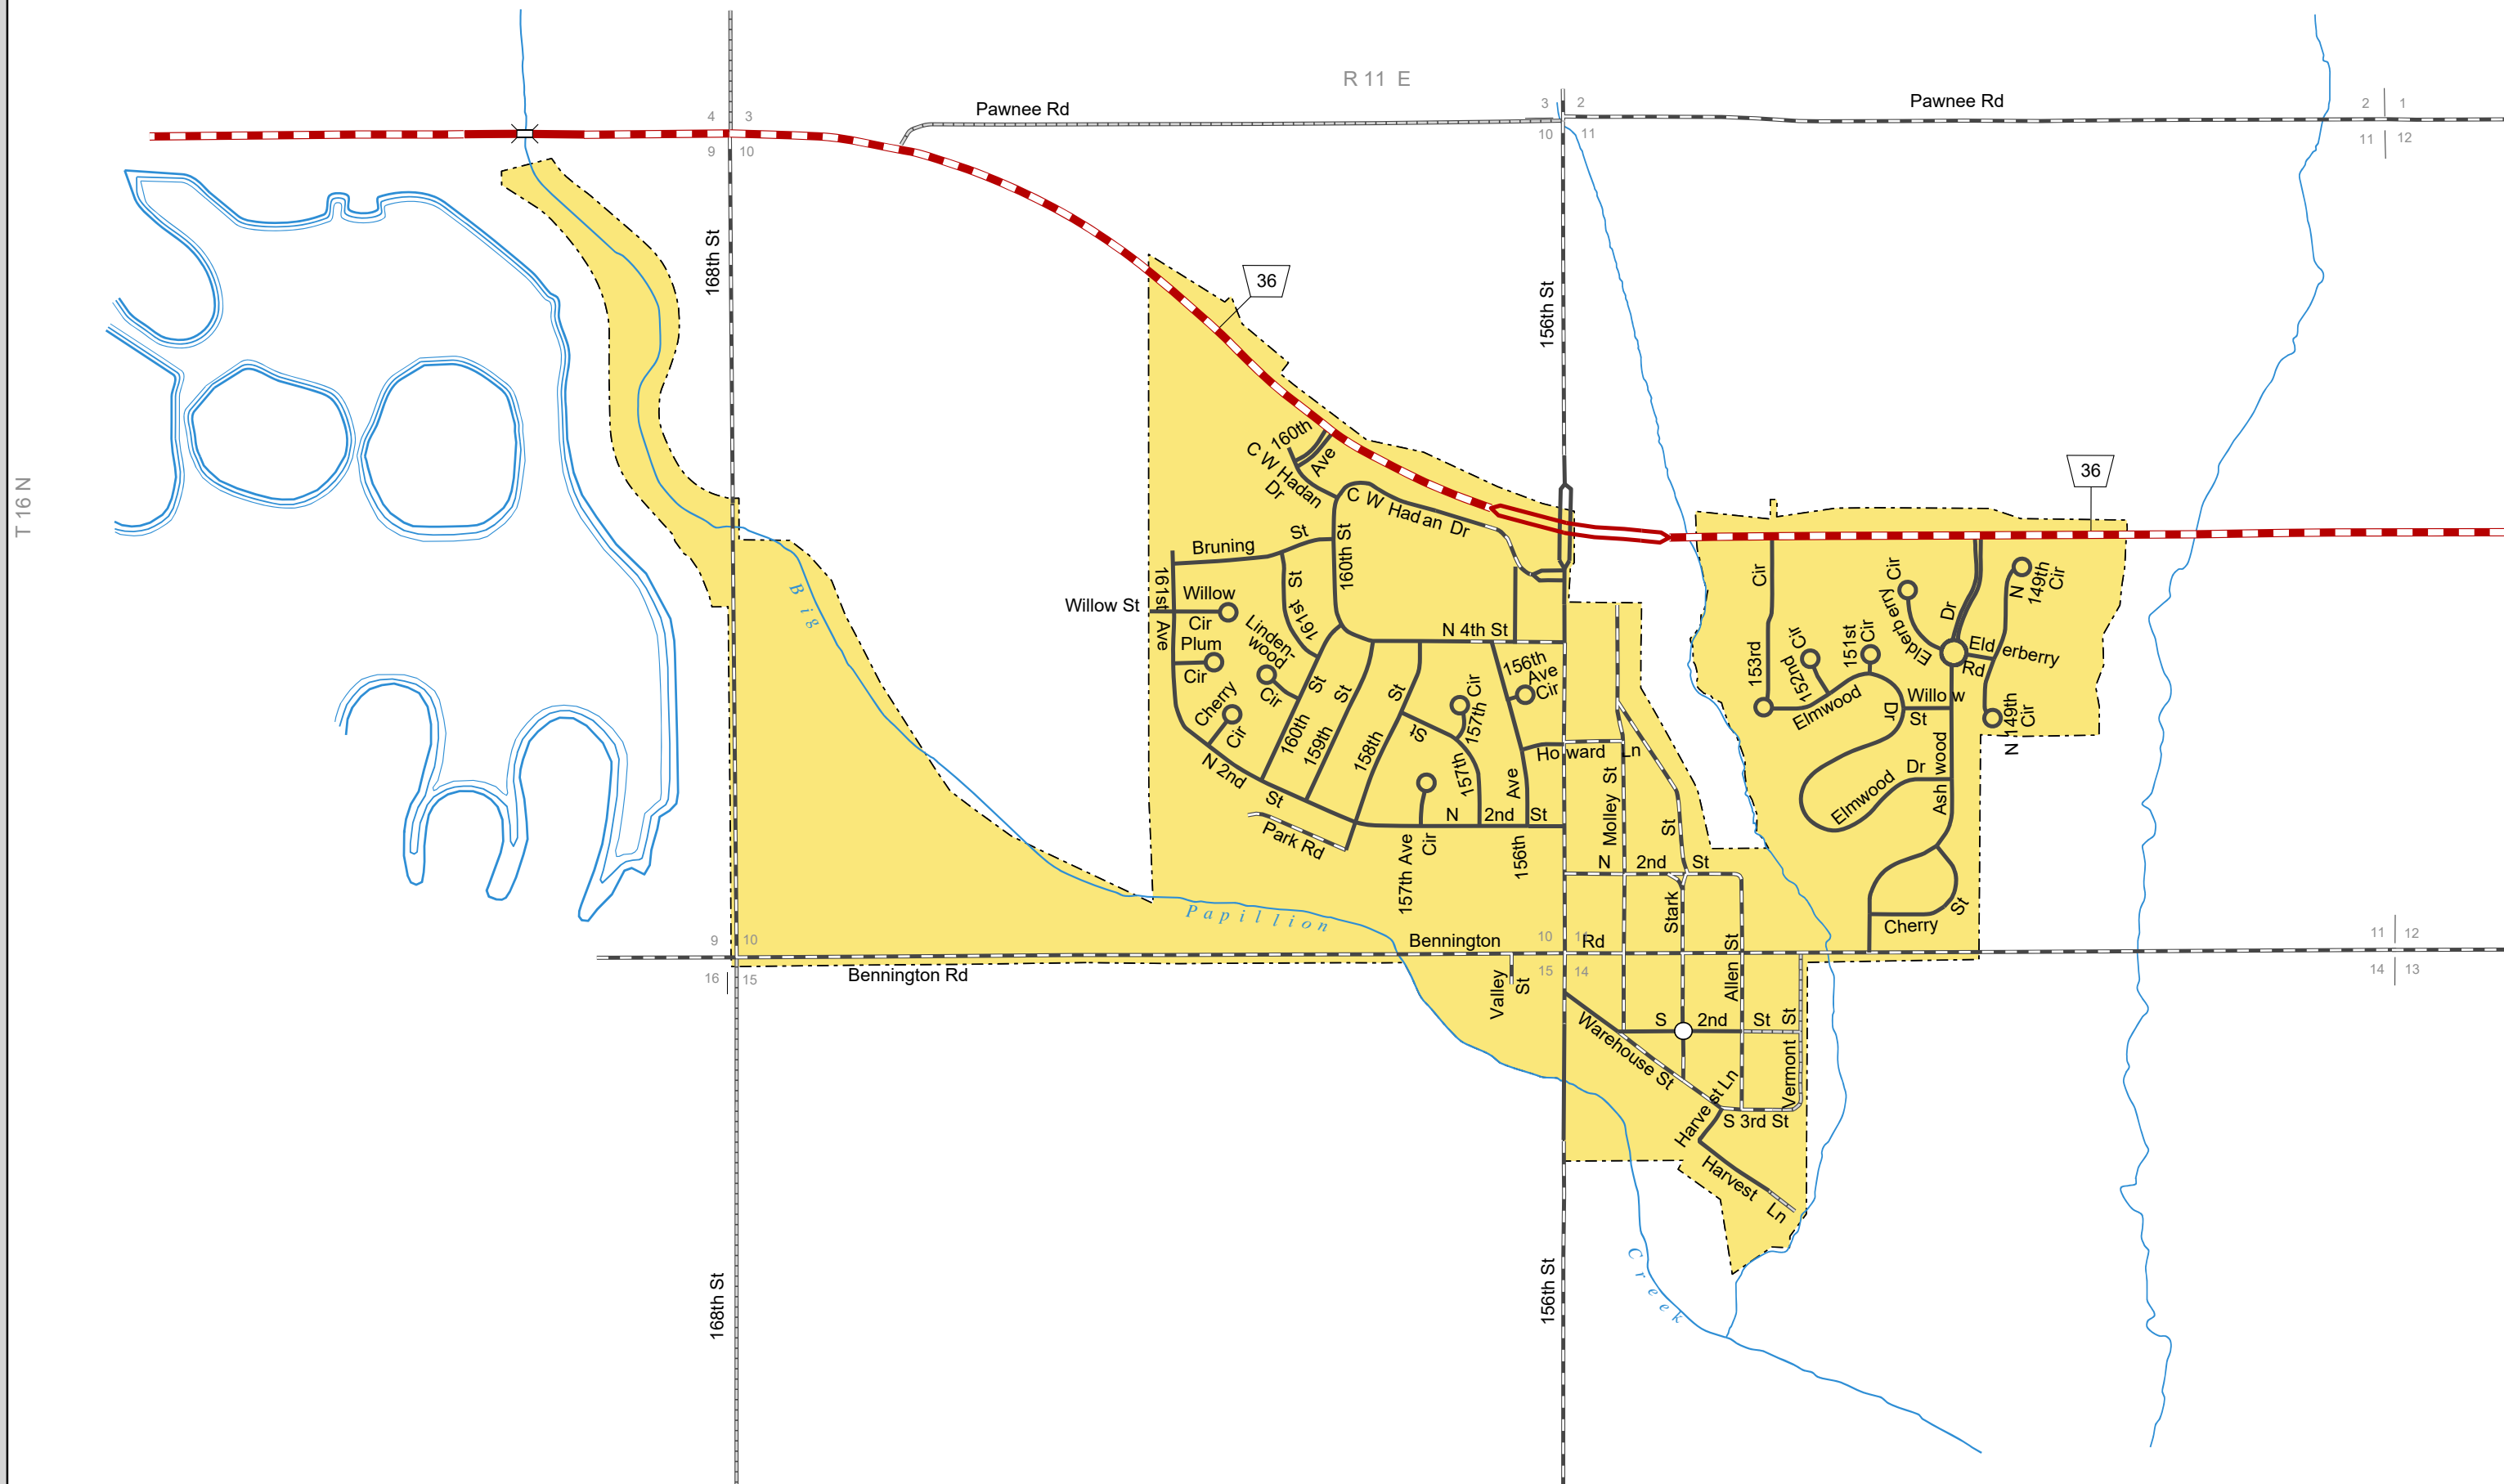 R 11 E
T 16 N
Pawnee Rd
Pawnee Rd
4 3
9 10
3 2
10 11
2 1
11 12
168th St
156th St
36
36
160th
Ave
C W Hadan
Dr
C W Hadan Dr
Bruning St
160th St
161st St
161st Ave
Willow St
Willow
Cir
Plum
Cir
Linden-
wood
Cir
Cherry
Cir
N 4th St
160th St
159th St
158th St
157th St
157th Cir
156th
Ave
Cir
156th Ave
Howard Ln
N 2nd St
N 2nd St
Park Rd
157th Ave
Cir
Molley St
Stark St
N 2nd St
153rd Cir
152nd Cir
151st
Cir
Elderberry Cir
Elderberry
Rd
N 149th
Cir
N 149th
Cir
Elmwood Dr
Willow
St
Elmwood Dr
Ashwood Dr
Cherry St
Big
Papillion
Creek
9 10
16 15
10 11
15 14
11 12
14 13
Bennington Rd
Bennington Rd
Valley
St
Allen St
S 2nd St
Vermont St
Warehouse St
Harvest Ln
S 3rd St
Harvest Ln
168th St
156th St